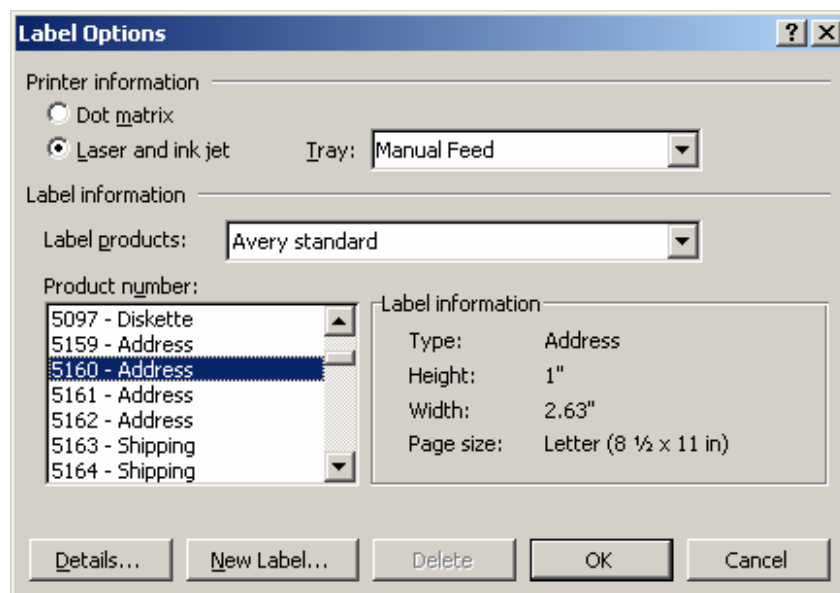 Label Options
Printer information
Dot matrix
Laser and ink jet Tray: Manual Feed
Label information
Label products: Avery standard
Product number:
5097 - Diskette
5159 - Address
5160 - Address
5161 - Address
5162 - Address
5163 - Shipping
5164 - Shipping
Label information
Type: Address
Height: 1"
Width: 2.63"
Page size: Letter (8 ½ x 11 in)
Details... New Label... Delete OK Cancel